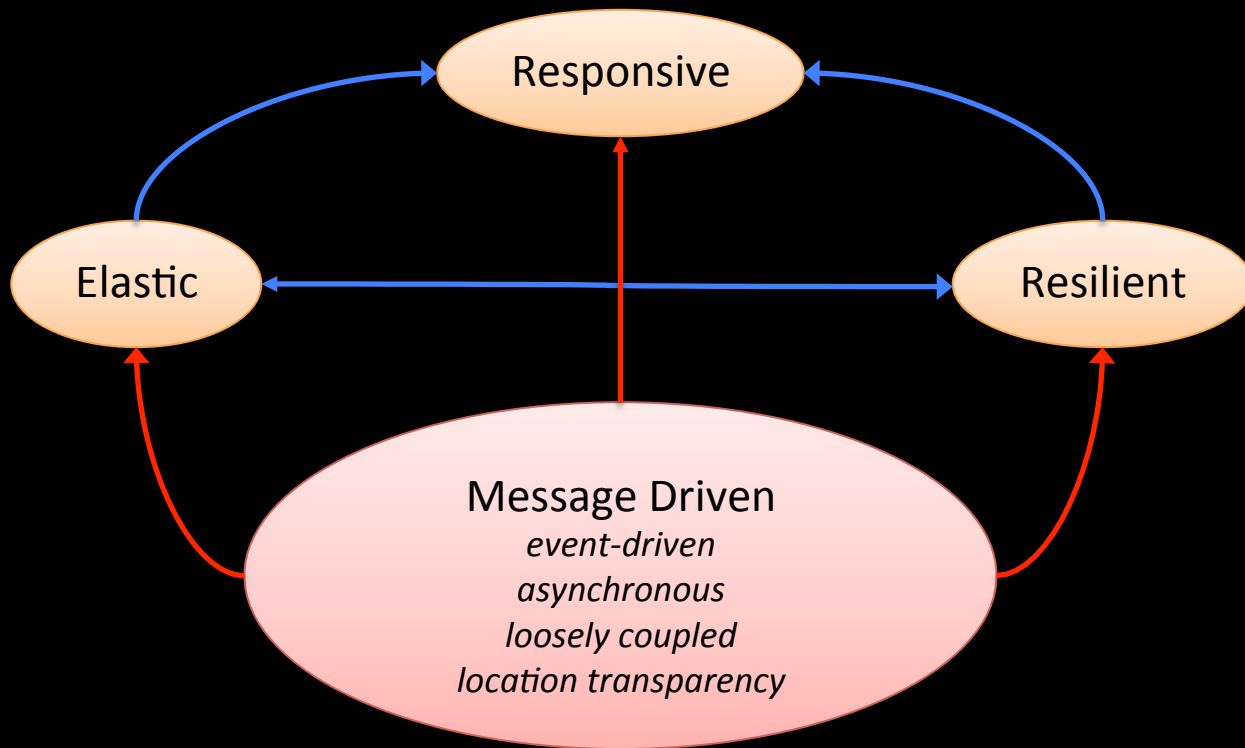 Responsive
Elastic
Resilient
Message Driven
event-driven
asynchronous
loosely coupled
location transparency